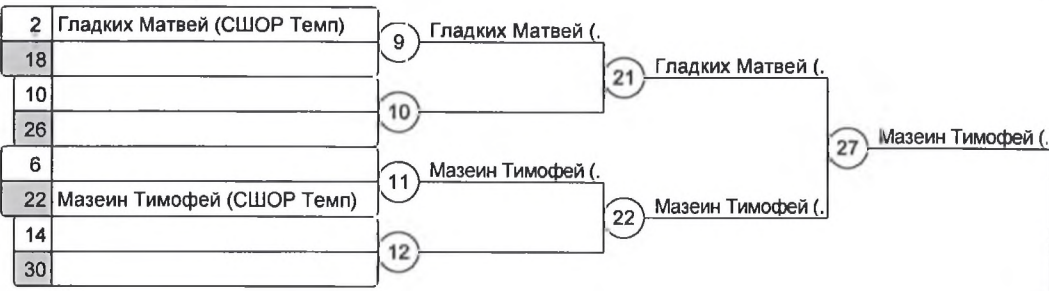 2 Гладких Матвей (СШОР Темп)
18
9 Гладких Матвей (.
10
26
10
21 Гладких Матвей (.
6
22 Мазеин Тимофей (СШОР Темп)
11 Мазеин Тимофей (.
14
30
12
22 Мазеин Тимофей (.
27 Мазеин Тимофей (.